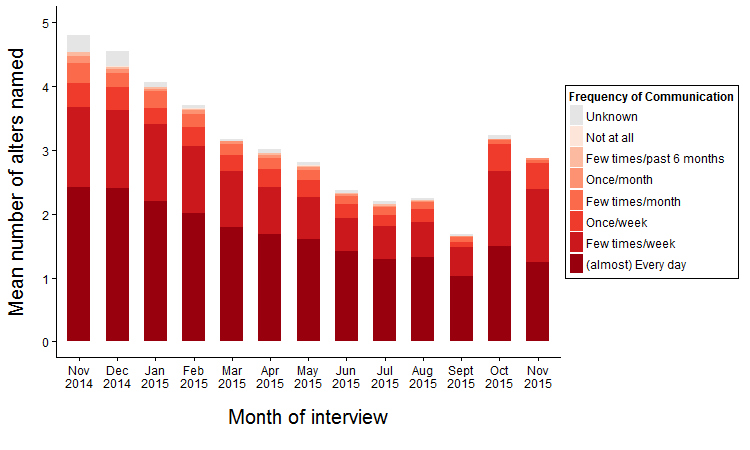 Mean number of alters named
5
4
3
2
1
0
Nov Dec Jan Feb Mar Apr May Jun Jul Aug Sept Oct Nov
2014 2014 2015 2015 2015 2015 2015 2015 2015 2015 2015 2015 2015
Month of interview
Frequency of Communication
Unknown
Not at all
Few times/past 6 months
Once/month
Few times/month
Once/week
Few times/week
(almost) Every day